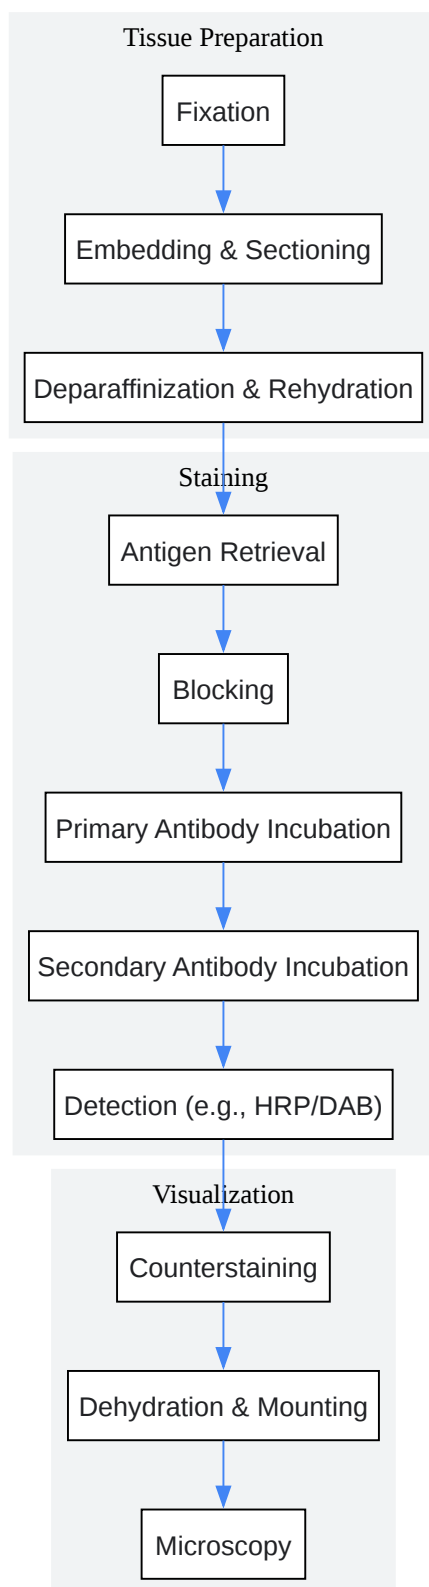 Tissue Preparation
Fixation
Embedding & Sectioning
Deparaffinization & Rehydration
Staining
Antigen Retrieval
Blocking
Primary Antibody Incubation
Secondary Antibody Incubation
Detection (e.g., HRP/DAB)
Visualization
Counterstaining
Dehydration & Mounting
Microscopy